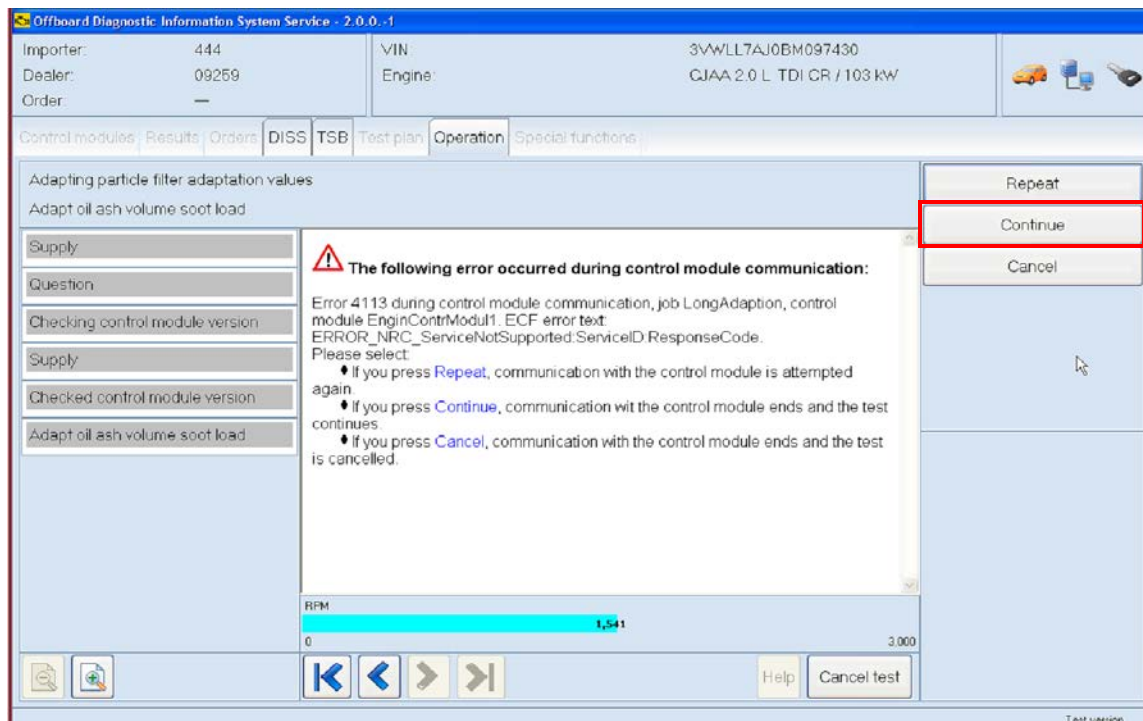 Offboard Diagnostic Information System Service - 2.0.0.-1
Importer: 444
Dealer: 09259
Order: —
VIN: 3VWLL7AJ0BM097430
Engine: CJAA 2.0 L TDI CR / 103 kW
Control modules Results Orders DISS TSB Test plan Operation Special functions
Adapting particle filter adaptation values
Adapt oil ash volume soot load
Supply
Question
Checking control module version
Supply
Checked control module version
Adapt oil ash volume soot load
The following error occurred during control module communication:
Error 4113 during control module communication, job LongAdaption, control
module EnginContrModul1. ECF error text:
ERROR_NRC_ServiceNotSupported:ServiceID:ResponseCode.
Please select:
♦ If you press Repeat, communication with the control module is attempted
again.
♦ If you press Continue, communication wit the control module ends and the test
continues.
♦ If you press Cancel, communication with the control module ends and the test
is cancelled.
RPM
1,541
0 3,000
Repeat
Continue
Cancel
Help Cancel test
Test version